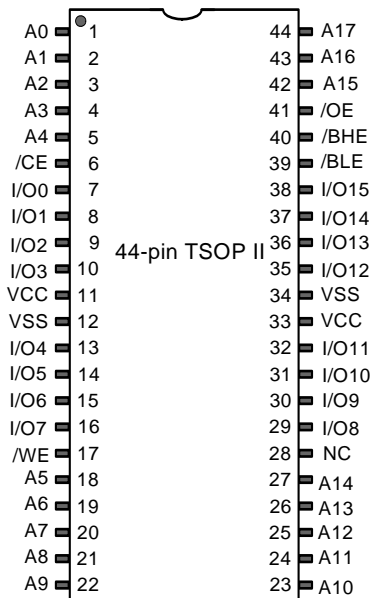 A0 1 44 A17
A1 2 43 A16
A2 3 42 A15
A3 4 41 /OE
A4 5 40 /BHE
/CE 6 39 /BLE
I/O0 7 38 I/O15
I/O1 8 37 I/O14
I/O2 9 36 I/O13
44-pin TSOP II
I/O3 10 35 I/O12
VCC 11 34 VSS
VSS 12 33 VCC
I/O4 13 32 I/O11
I/O5 14 31 I/O10
I/O6 15 30 I/O9
I/O7 16 29 I/O8
/WE 17 28 NC
A5 18 27 A14
A6 19 26 A13
A7 20 25 A12
A8 21 24 A11
A9 22 23 A10